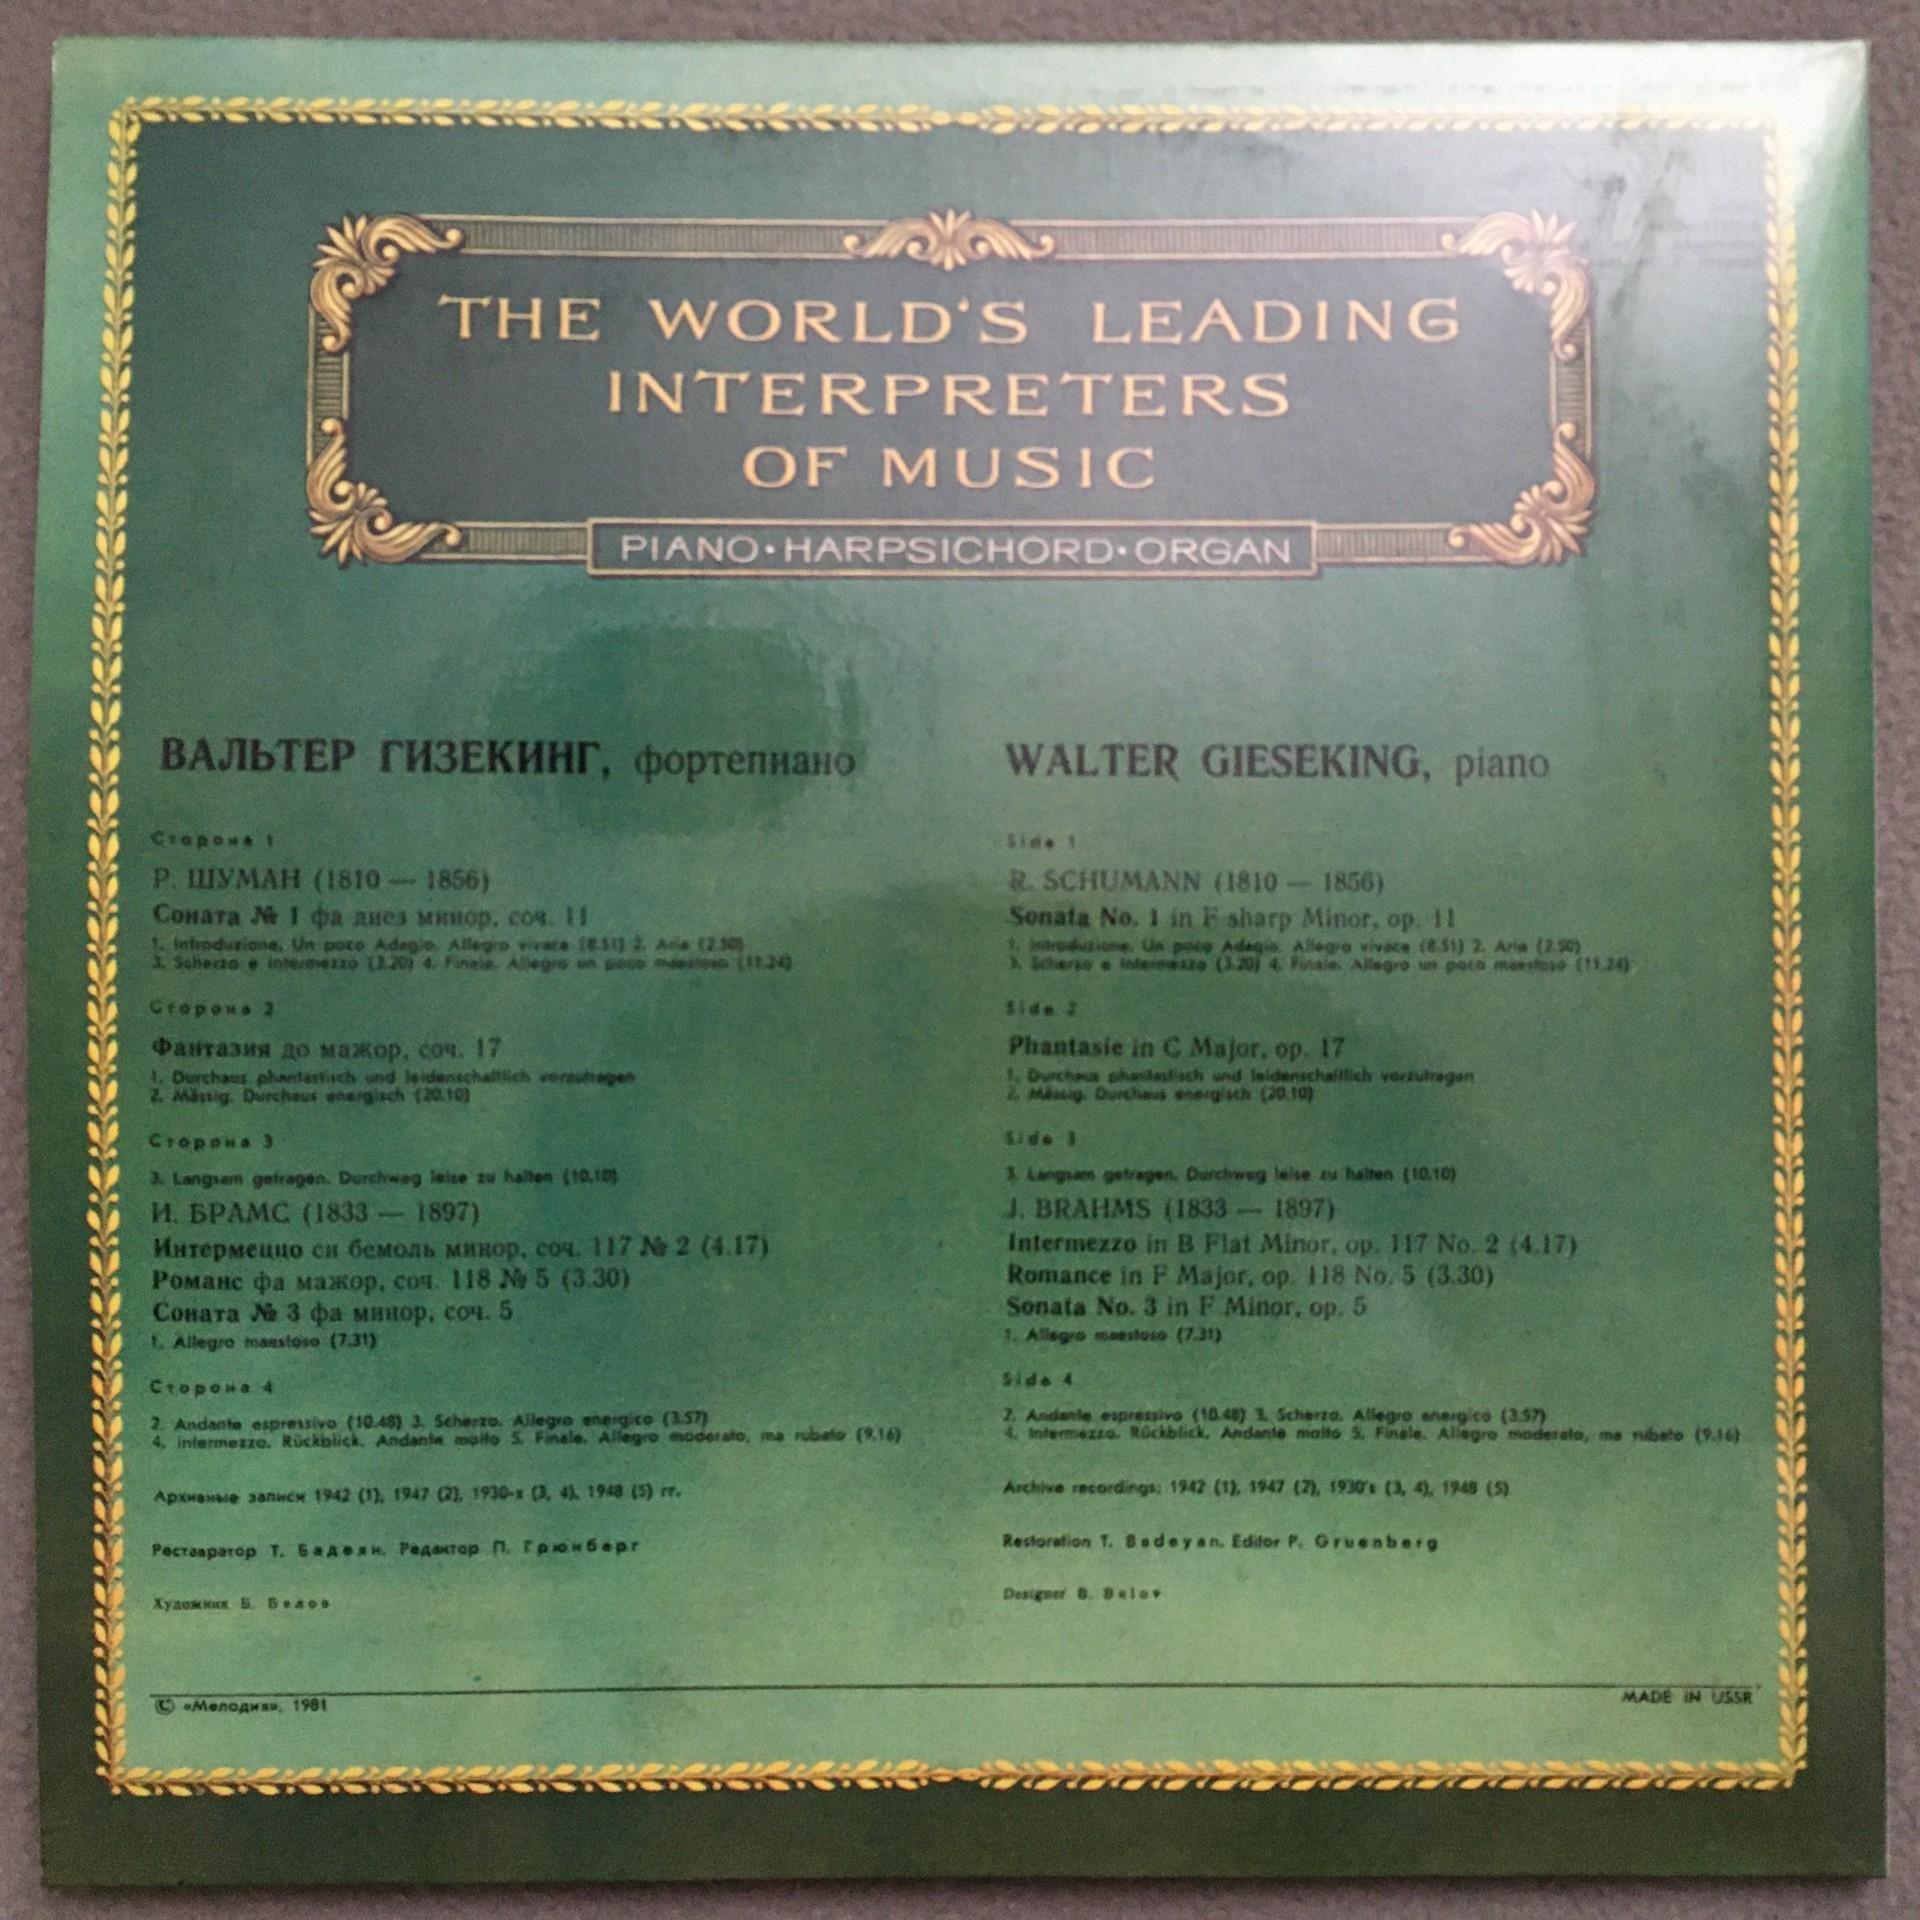 THE WORLD'S LEADING
INTERPRETERS
OF MUSIC
PIANO·HARPSICHORD·ORGAN
ВАЛЬТЕР ГИЗЕКИНГ, фортепиано
Сторона 1
Р. ШУМАН (1810 — 1856)
Соната № 1 фа диез минор, соч. 11
1. Introduzione. Un poco Adagio. Allegro vivace (8.51) 2. Aria (2.50)
3. Scherzo e Intermezzo (3.20) 4. Finale. Allegro un poco maestoso (11.24)
Сторона 2
Фантазия до мажор, соч. 17
1. Durchaus phantastisch und leidenschaftlich vorzutragen
2. Mässig. Durchaus energisch (20.10)
Сторона 3
3. Langsam getragen. Durchweg leise zu halten (10.10)
И. БРАМС (1833 — 1897)
Интермеццо си бемоль минор, соч. 117 № 2 (4.17)
Романс фа мажор, соч. 118 № 5 (3.30)
Соната № 3 фа минор, соч. 5
1. Allegro maestoso (7.31)
Сторона 4
2. Andante espressivo (10.48) 3. Scherzo. Allegro energico (3.57)
4. Intermezzo. Rückblick. Andante molto 5. Finale. Allegro moderato, ma rubato (9.16)
Архивные записи 1942 (1), 1947 (2), 1930-х (3, 4), 1948 (5) гг.
Реставратор Т. Бадеян. Редактор П. Грюнберг
Художник Б. Белов
WALTER GIESEKING, piano
Side 1
R. SCHUMANN (1810 — 1856)
Sonata No. 1 in F sharp Minor, op. 11
1. Introduzione. Un poco Adagio. Allegro vivace (8.51) 2. Aria (2.50)
3. Scherzo e Intermezzo (3.20) 4. Finale. Allegro un poco maestoso (11.24)
Side 2
Phantasie in C Major, op. 17
1. Durchaus phantastisch und leidenschaftlich vorzutragen
2. Mässig. Durchaus energisch (20.10)
Side 3
3. Langsam getragen. Durchweg leise zu halten (10.10)
J. BRAHMS (1833 — 1897)
Intermezzo in B Flat Minor, op. 117 No. 2 (4.17)
Romance in F Major, op. 118 No. 5 (3.30)
Sonata No. 3 in F Minor, op. 5
1. Allegro maestoso (7.31)
Side 4
2. Andante espressivo (10.48) 3. Scherzo. Allegro energico (3.57)
4. Intermezzo. Rückblick. Andante molto 5. Finale. Allegro moderato, ma rubato (9.16)
Archive recordings: 1942 (1), 1947 (2), 1930's (3, 4), 1948 (5)
Restoration T. Badeyan. Editor P. Gruenberg
Designer B. Belov
© «Мелодия», 1981
MADE IN USSR